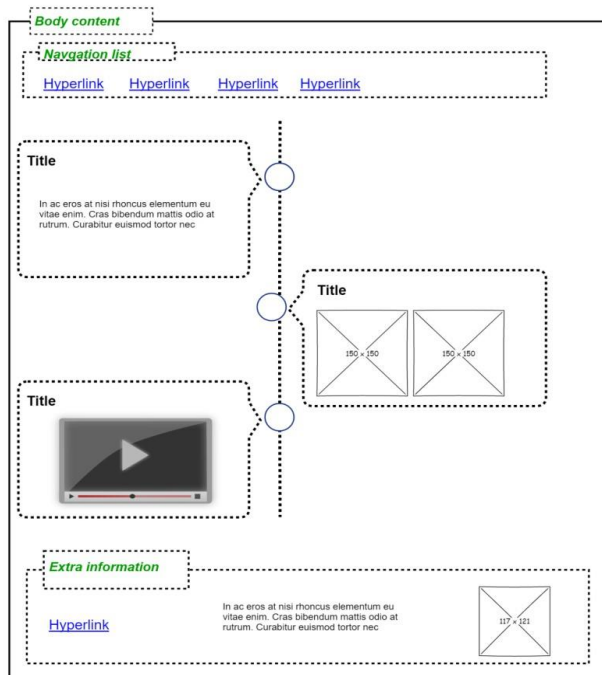 Body content
Navgation list
Hyperlink Hyperlink Hyperlink Hyperlink
Title
In ac eros at nisi rhoncus elementum eu
vitae enim. Cras bibendum mattis odio at
rutrum. Curabitur euismod tortor nec
Title
150 × 150 150 × 150
Title
Extra information
Hyperlink
In ac eros at nisi rhoncus elementum eu
vitae enim. Cras bibendum mattis odio at
rutrum. Curabitur euismod tortor nec
117 × 121